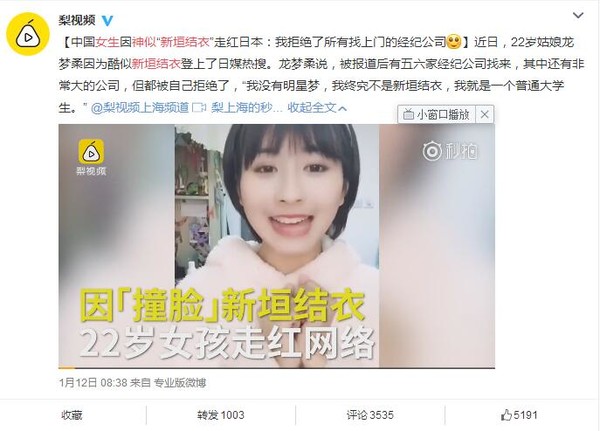 梨视频
【中国女生因神似“新垣结衣”走红日本：我拒绝了所有找上门的经纪公司】近日，22岁姑娘龙
梦柔因为酷似新垣结衣登上了日媒热搜。龙梦柔说，被报道后有五六家经纪公司找来，其中还有非
常大的公司，但都被自己拒绝了，“我没有明星梦，我终究不是新垣结衣，我就是一个普通大学
生。” @梨视频上海频道 梨上海的秒... 收起全文
小窗口播放 ×
梨视频
秒拍
因「撞脸」新垣结衣
22岁女孩走红网络
1月12日 08:38 来自 专业版微博
收藏 转发 1003 评论 3535 5191